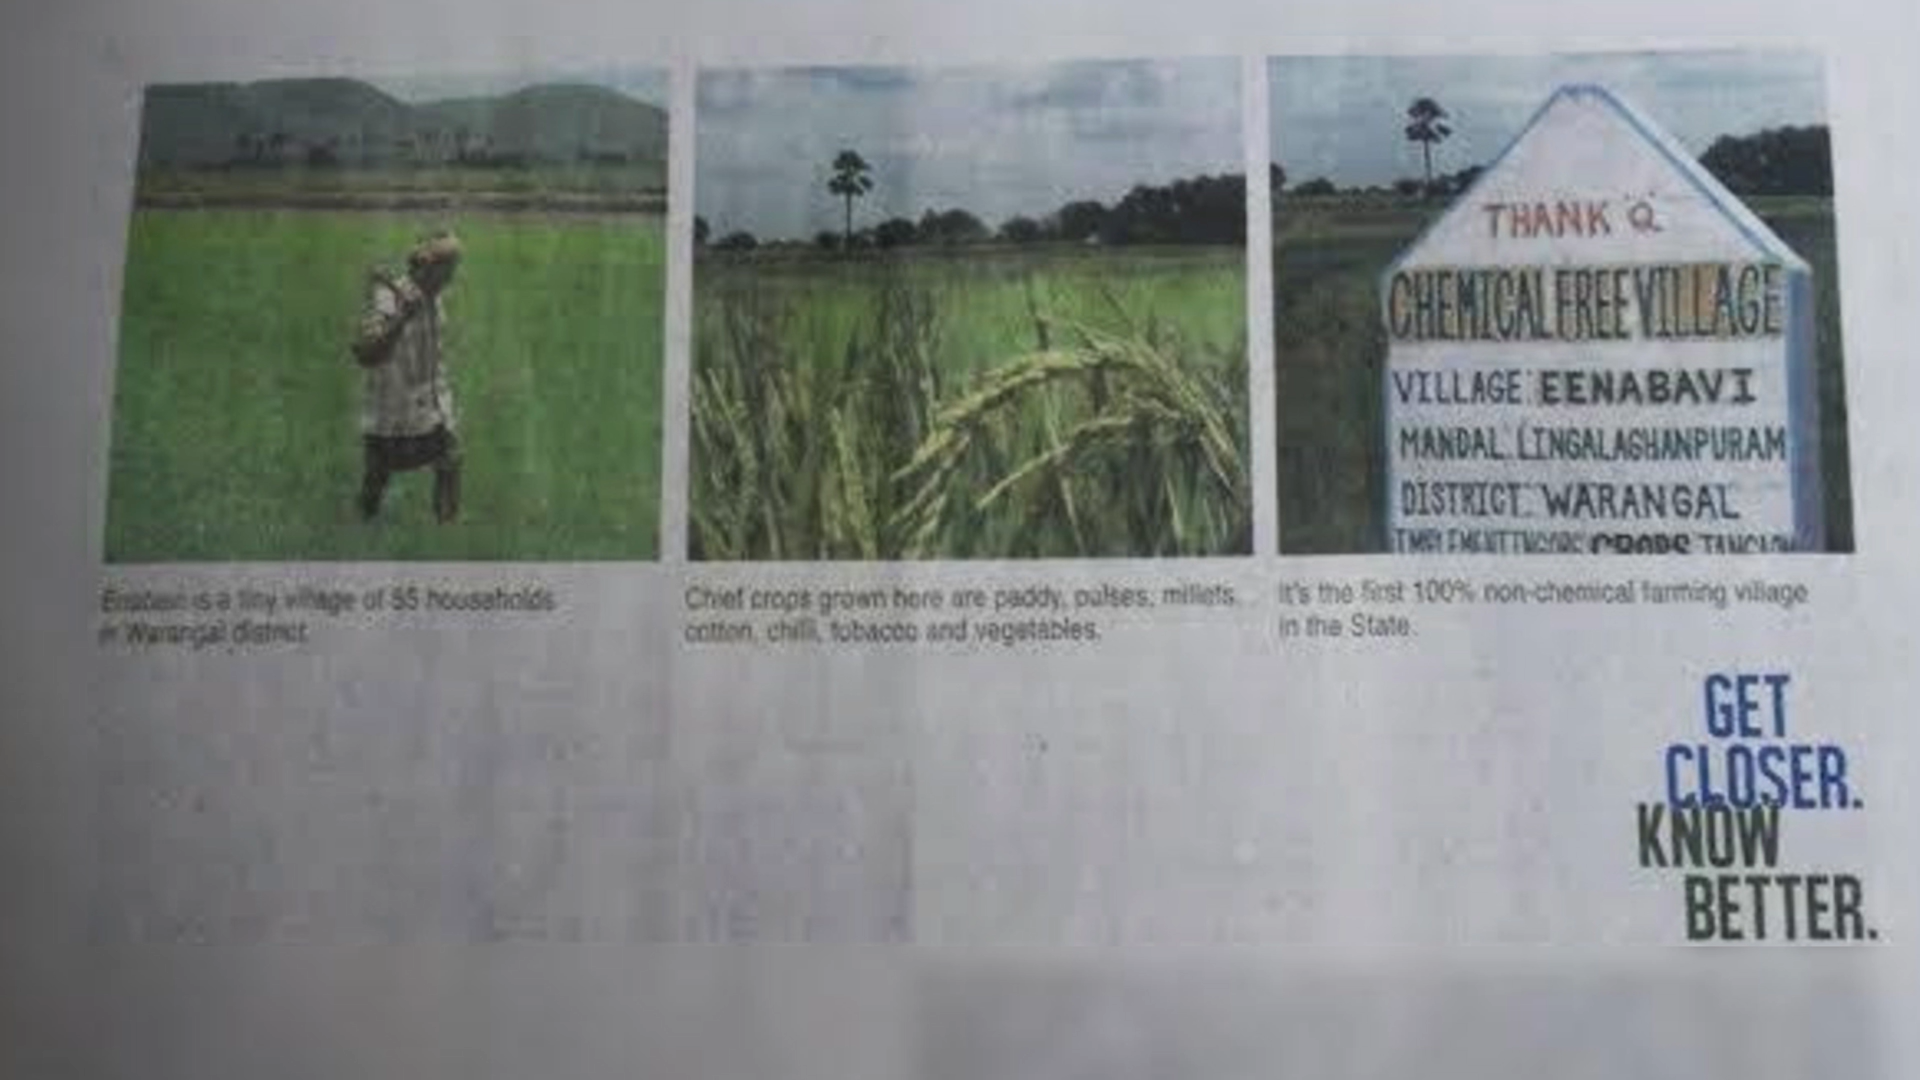 THANK Q
CHEMICAL FREE VILLAGE
VILLAGE: EENABAVI
MANDAL: LINGALAGHANPURAM
DISTRICT: WARANGAL
CROPS
is a tiny village of 55 households
in Warangal district.
Chief crops grown here are paddy, pulses, millets,
cotton, chilli, tobacco and vegetables.
It's the first 100% non-chemical farming village
in the State.
GET
CLOSER.
KNOW
BETTER.